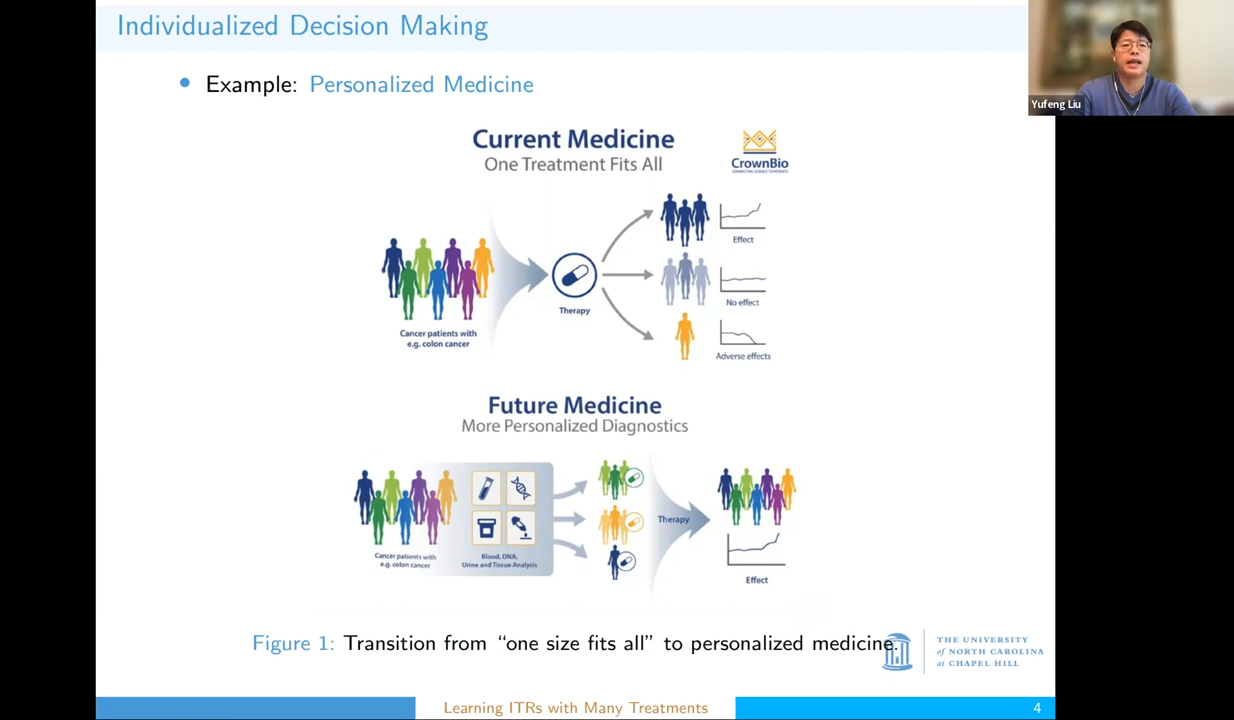 Individualized Decision Making
Yufeng Liu
• Example: Personalized Medicine
Current Medicine
One Treatment Fits All
CrownBio
Effect
No effect
Therapy
Cancer patients with
e.g. colon cancer
Adverse effects
Future Medicine
More Personalized Diagnostics
Therapy
Cancer patients with
e.g. colon cancer
Blood, DNA,
Urine and Tissue Analysis
Effect
Figure 1: Transition from “one size fits all” to personalized medicine.
THE UNIVERSITY
of NORTH CAROLINA
at CHAPEL HILL
Learning ITRs with Many Treatments
4